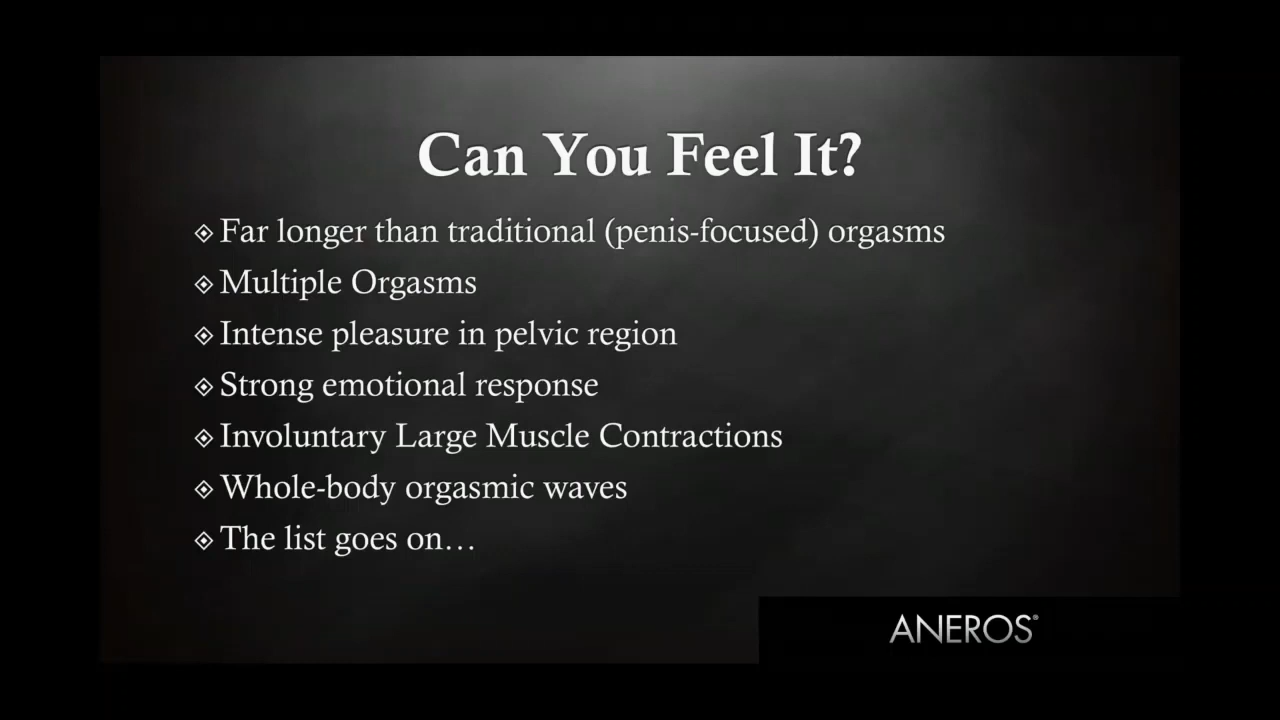 Can You Feel It?
Far longer than traditional (penis-focused) orgasms
Multiple Orgasms
Intense pleasure in pelvic region
Strong emotional response
Involuntary Large Muscle Contractions
Whole-body orgasmic waves
The list goes on…
ANEROS®